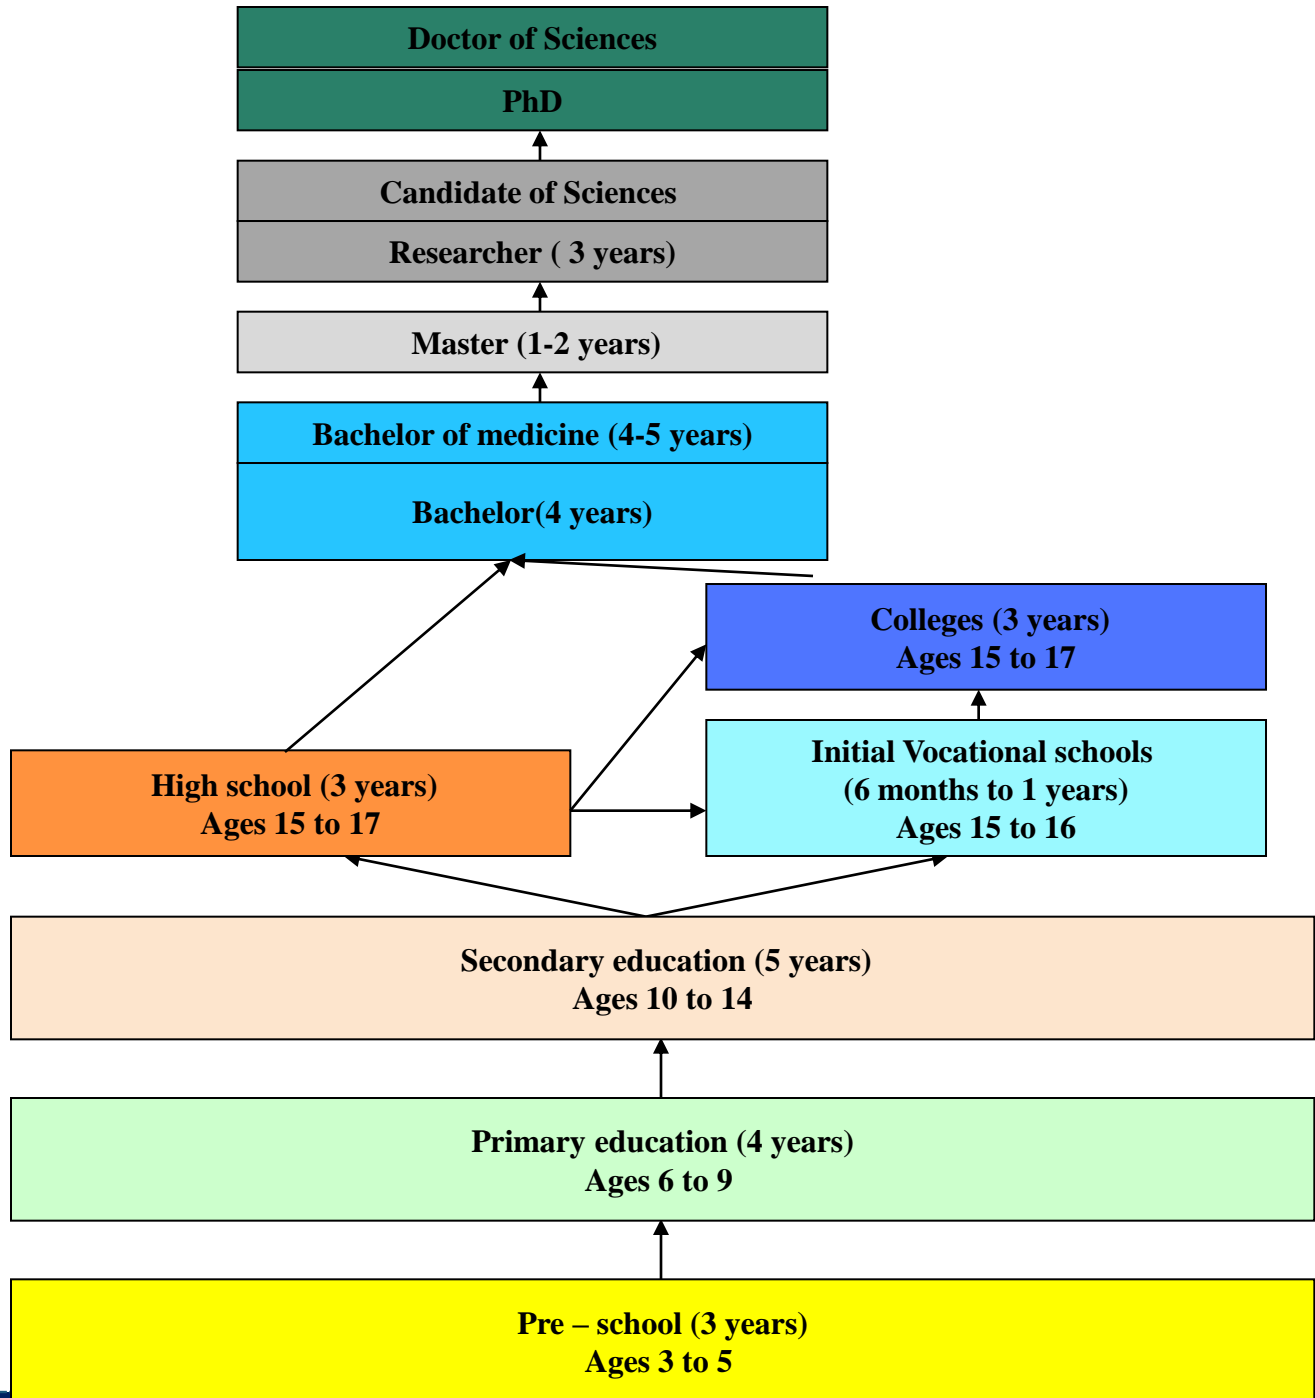 Doctor of Sciences
PhD
Candidate of Sciences
Researcher ( 3 years)
Master (1-2 years)
Bachelor of medicine (4-5 years)
Bachelor(4 years)
Colleges (3 years)
Ages 15 to 17
High school (3 years)
Ages 15 to 17
Initial Vocational schools
(6 months to 1 years)
Ages 15 to 16
Secondary education (5 years)
Ages 10 to 14
Primary education (4 years)
Ages 6 to 9
Pre – school (3 years)
Ages 3 to 5